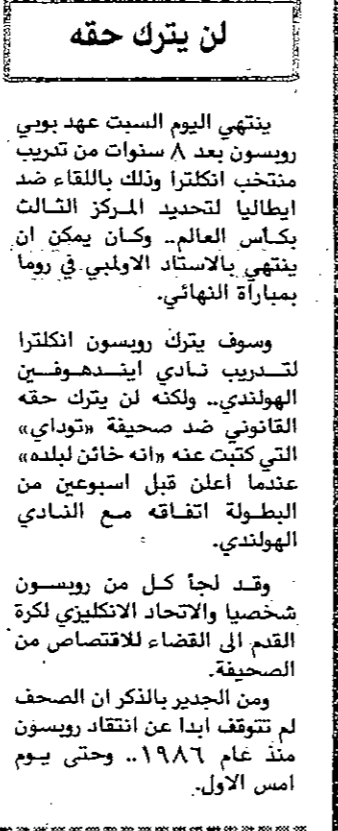 لن يترك حقه
ينتهي اليوم السبت عهد بوبي
روبسون بعد ٨ سنوات من تدريب
منتخب انكلترا وذلك باللقاء ضد
ايطاليا لتحديد المركز الثالث
بكأس العالم.. وكان يمكن ان
ينتهي بالاستاد الاولمبي في روما
بمباراة النهائي.
وسوف يترك روبسون انكلترا
لتدريب نادي ايندهوفين
الهولندي.. ولكنه لن يترك حقه
القانوني ضد صحيفة «توداي»
التي كتبت عنه «انه خائن لبلده»
عندما اعلن قبل اسبوعين من
البطولة اتفاقه مع النادي
الهولندي.
وقد لجأ كل من روبسون
شخصيا والاتحاد الانكليزي لكرة
القدم الى القضاء للاقتصاص من
الصحيفة.
ومن الجدير بالذكر ان الصحف
لم تتوقف ابدا عن انتقاد روبسون
منذ عام ١٩٨٦.. وحتى يوم
امس الاول.